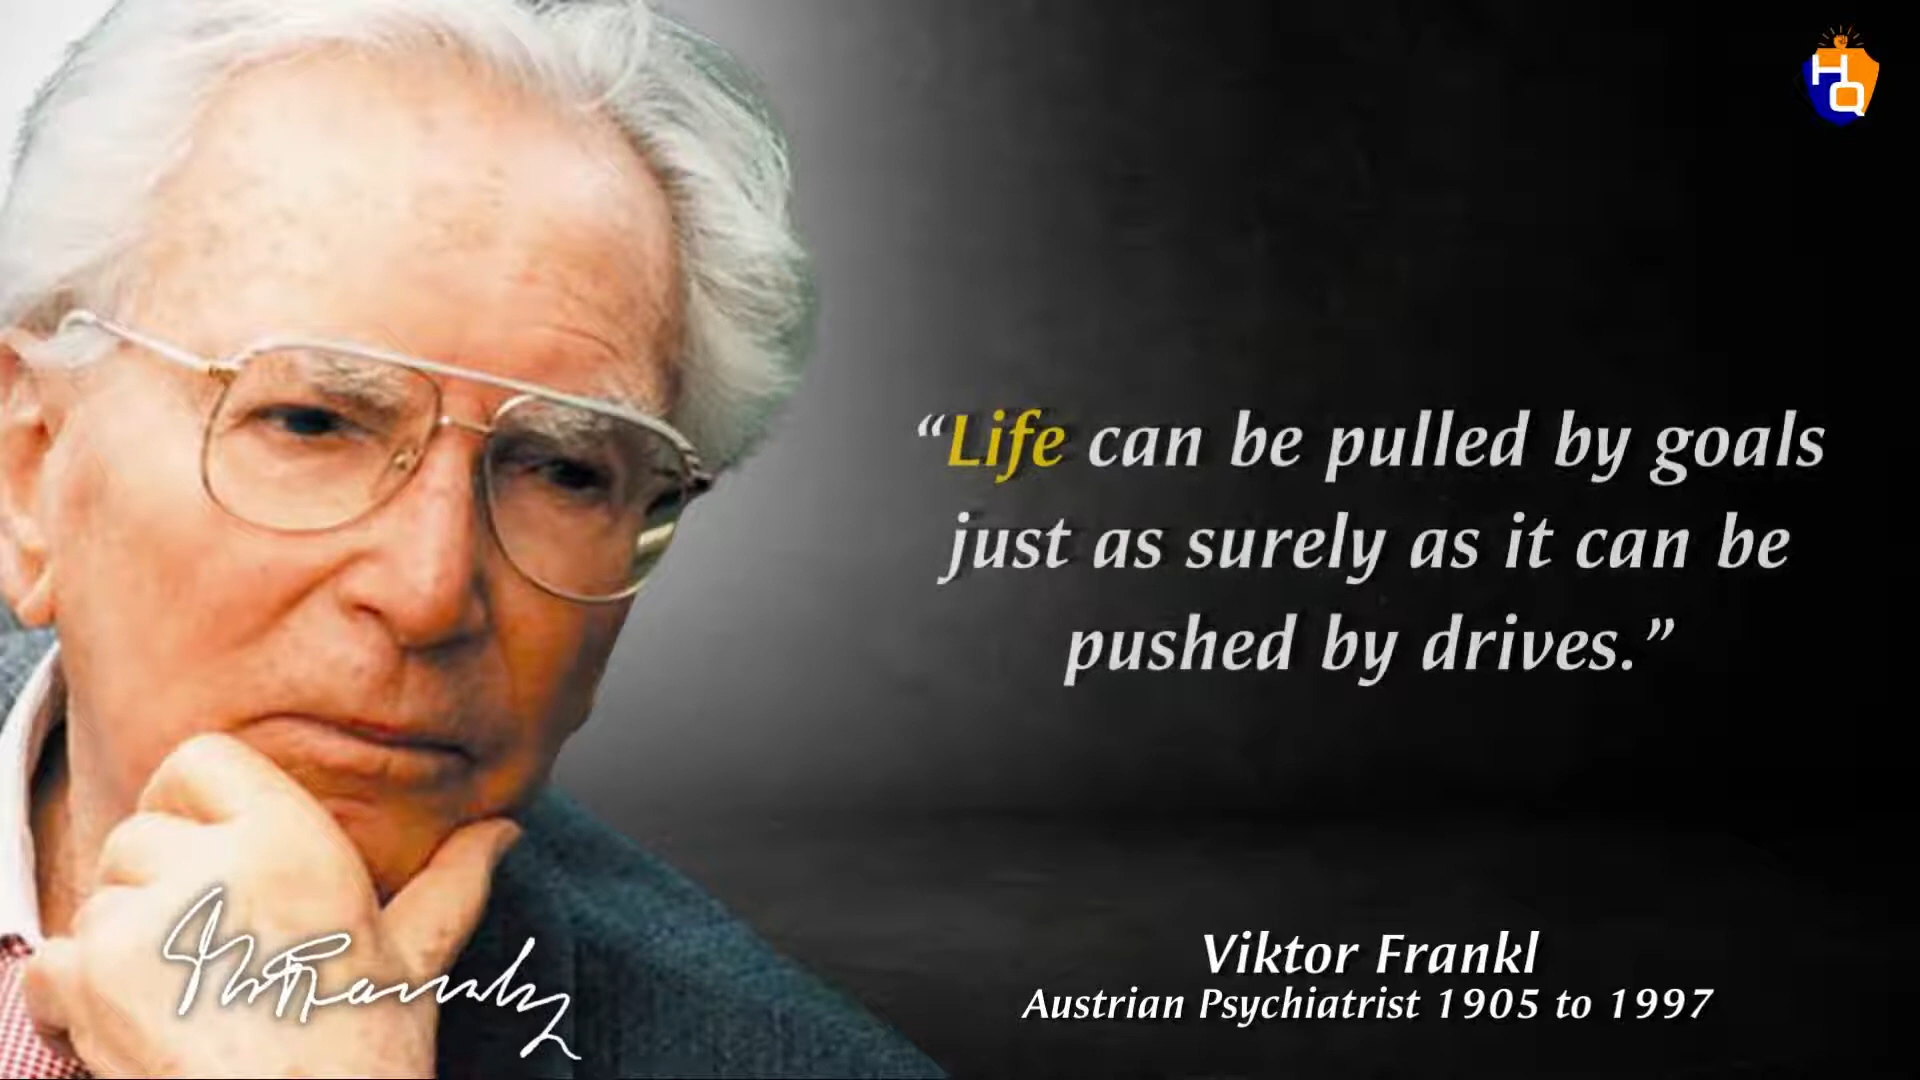 HQ
“Life can be pulled by goals
just as surely as it can be
pushed by drives.”
Viktor Frankl
Austrian Psychiatrist 1905 to 1997